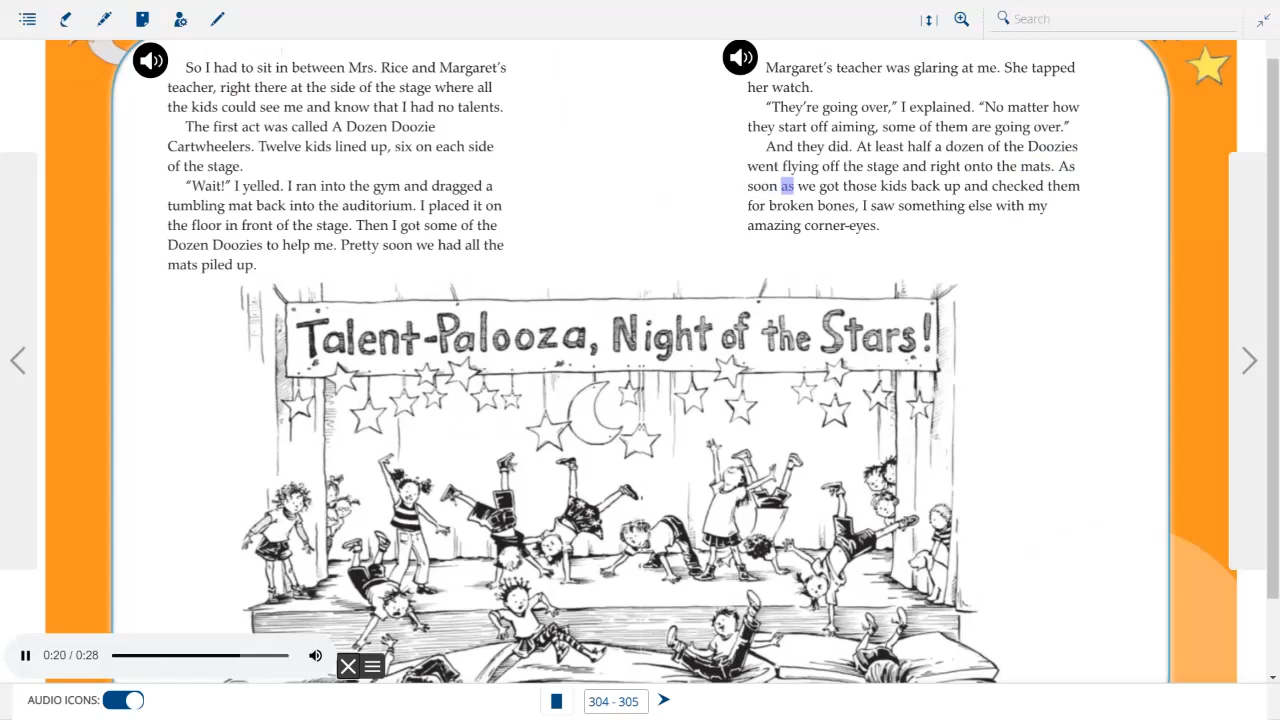 Search
So I had to sit in between Mrs. Rice and Margaret’s
teacher, right there at the side of the stage where all
the kids could see me and know that I had no talents.
The first act was called A Dozen Doozie
Cartwheelers. Twelve kids lined up, six on each side
of the stage.
“Wait!” I yelled. I ran into the gym and dragged a
tumbling mat back into the auditorium. I placed it on
the floor in front of the stage. Then I got some of the
Dozen Doozies to help me. Pretty soon we had all the
mats piled up.
Margaret’s teacher was glaring at me. She tapped
her watch.
“They’re going over,” I explained. “No matter how
they start off aiming, some of them are going over.”
And they did. At least half a dozen of the Doozies
went flying off the stage and right onto the mats. As
soon as we got those kids back up and checked them
for broken bones, I saw something else with my
amazing corner-eyes.
Talent-Palooza, Night of the Stars!
0:20 / 0:28
AUDIO ICONS:
304 - 305